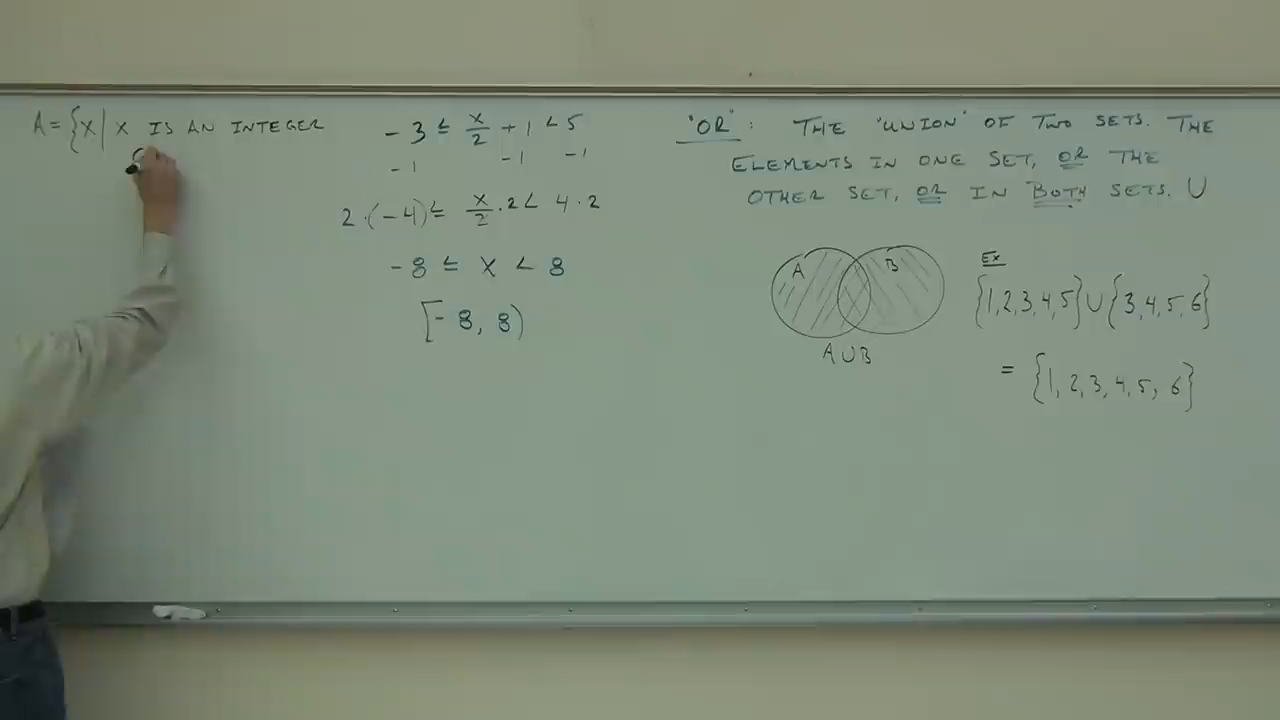 A = {X | X IS AN INTEGER
-3 ≤ x/2 + 1 < 5
-1 -1 -1
2·(-4) ≤ x/2 · 2 < 4·2
-8 ≤ X < 8
[-8, 8)
"OR": THE "UNION" OF TWO SETS. THE
ELEMENTS IN ONE SET, OR THE
OTHER SET, OR IN BOTH SETS. U
A B
A∪B
EX
{1,2,3,4,5} ∪ {3,4,5,6}
= {1, 2, 3, 4, 5, 6}